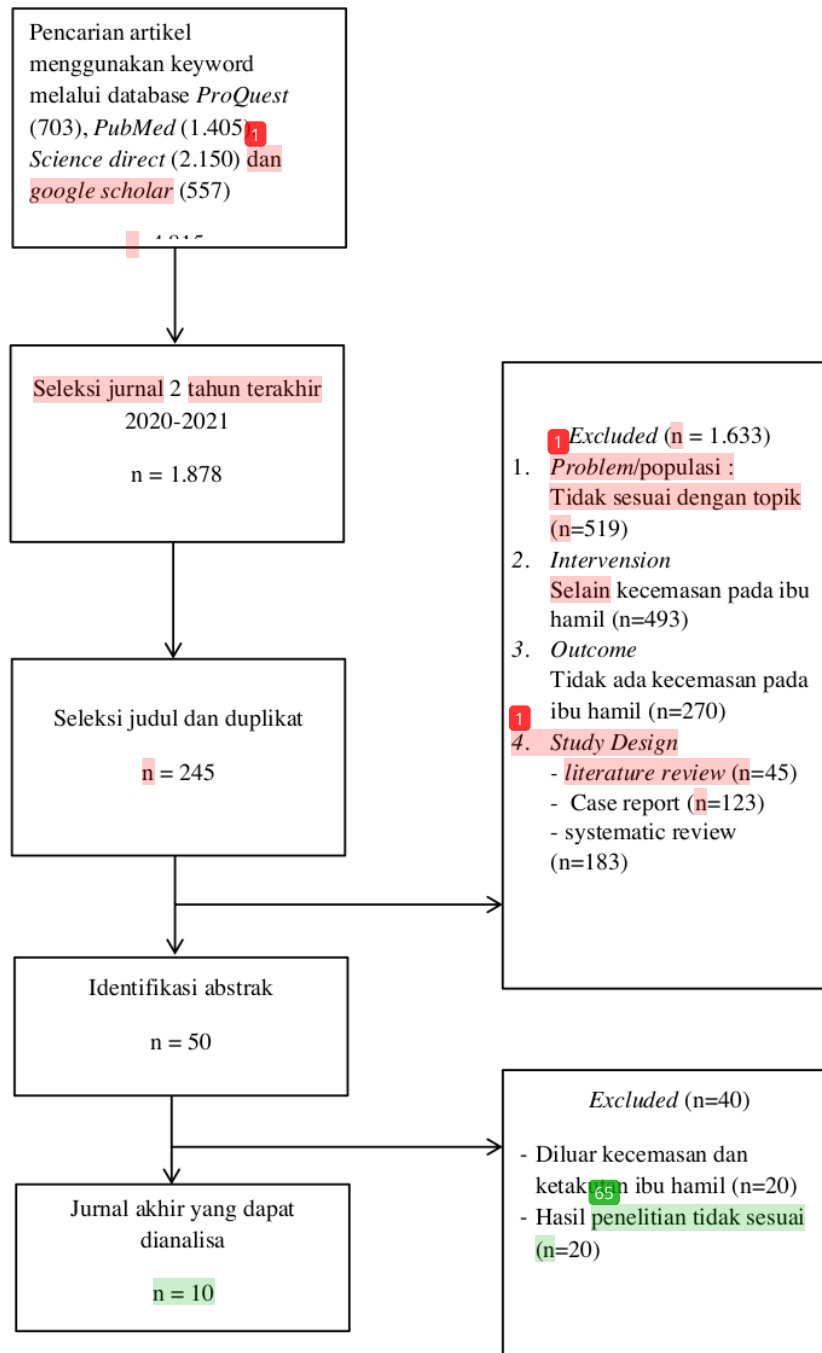 Pencarian artikel
menggunakan keyword
melalui database ProQuest
(703), PubMed (1.405)
1
Science direct (2.150) dan
google scholar (557)
Seleksi jurnal 2 tahun terakhir
2020-2021
n = 1.878
Seleksi judul dan duplikat
n = 245
1
Excluded (n = 1.633)
1. Problem/populasi :
Tidak sesuai dengan topik
(n=519)
2. Intervension
Selain kecemasan pada ibu
hamil (n=493)
3. Outcome
Tidak ada kecemasan pada
ibu hamil (n=270)
1
4. Study Design
- literature review (n=45)
- Case report (n=123)
- systematic review
(n=183)
Identifikasi abstrak
n = 50
Excluded (n=40)
- Diluar kecemasan dan
ketakutan ibu hamil (n=20)
65
- Hasil penelitian tidak sesuai
(n=20)
Jurnal akhir yang dapat
dianalisa
n = 10